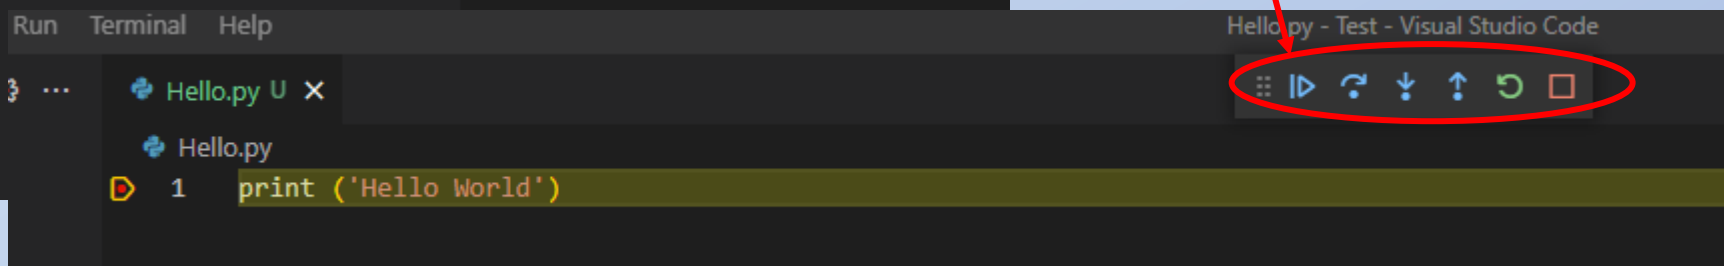 Run Terminal Help Hello.py - Test - Visual Studio Code
Hello.py U
Hello.py
1 print ('Hello World')